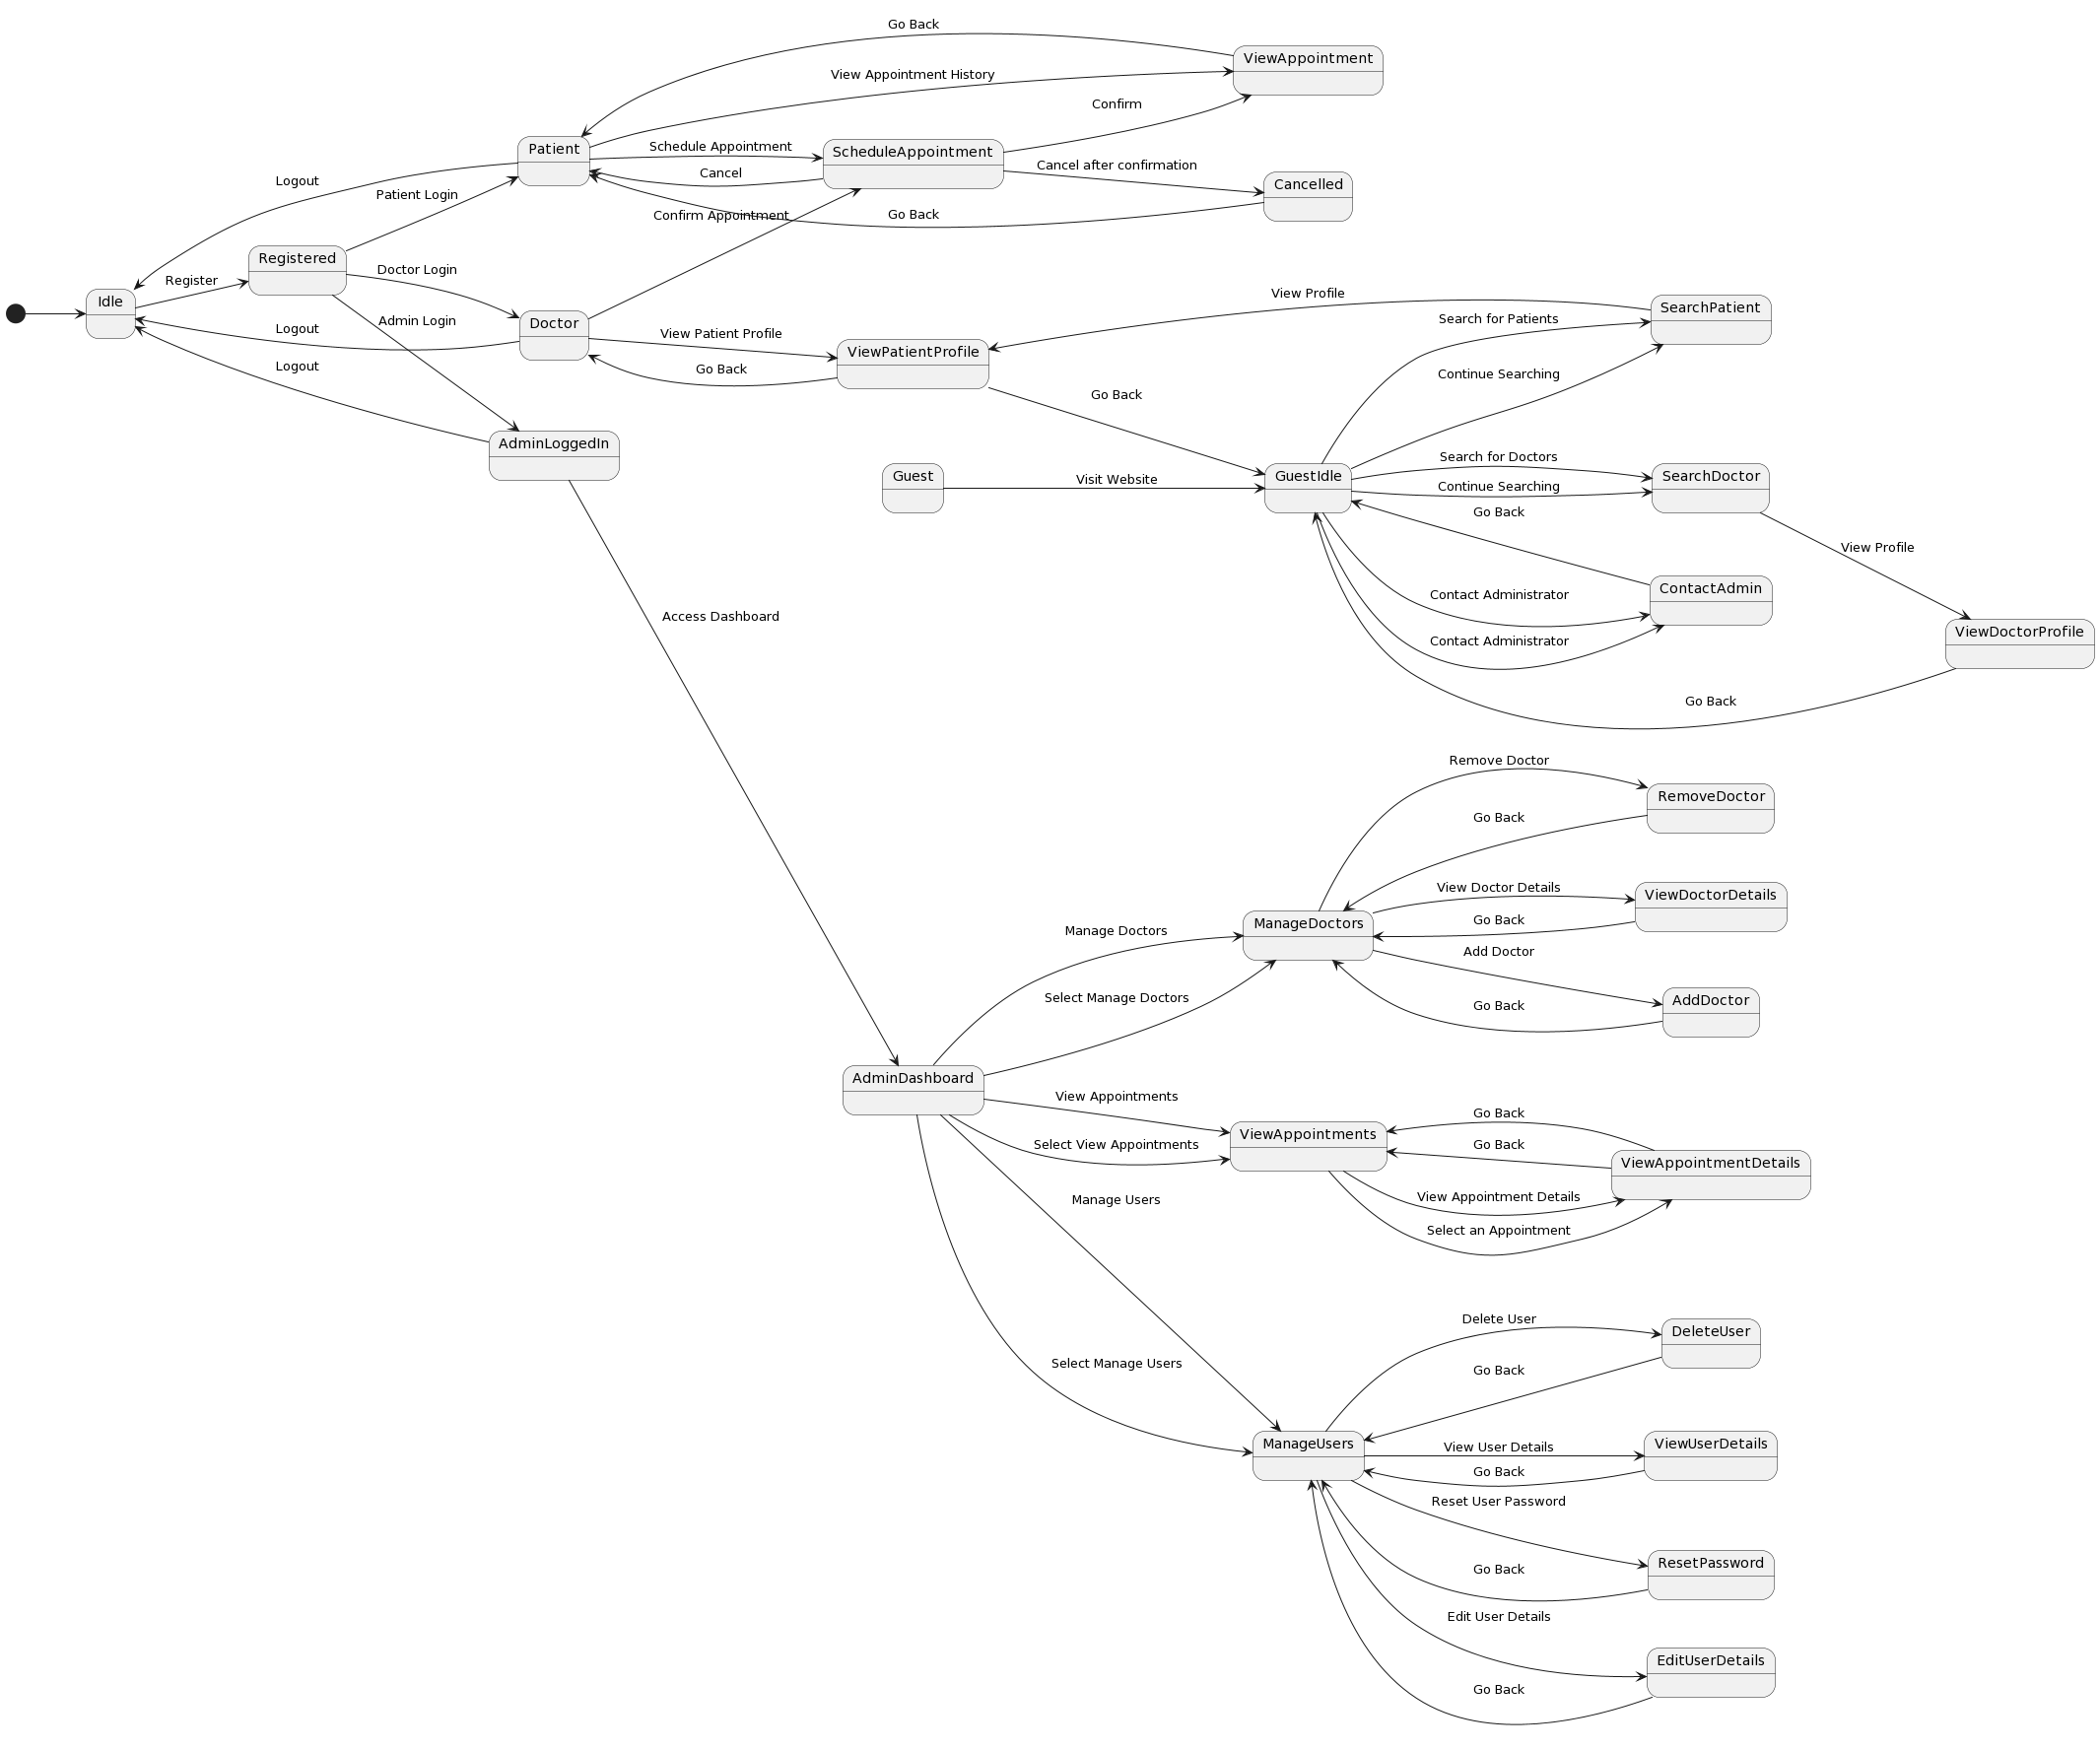 Go Back
ViewAppointment
View Appointment History
Confirm
Patient
Schedule Appointment
ScheduleAppointment
Cancel after confirmation
Cancel
Cancelled
Logout
Patient Login
Confirm Appointment
Go Back
Registered
Doctor Login
Register
Idle
View Profile
SearchPatient
Search for Patients
Admin Login
Logout
Doctor
View Patient Profile
ViewPatientProfile
Go Back
Logout
Continue Searching
Go Back
AdminLoggedIn
Search for Doctors
Guest
Visit Website
GuestIdle
SearchDoctor
Continue Searching
Go Back
View Profile
Contact Administrator
ContactAdmin
Access Dashboard
Contact Administrator
ViewDoctorProfile
Go Back
Remove Doctor
RemoveDoctor
Go Back
View Doctor Details
ViewDoctorDetails
Manage Doctors
ManageDoctors
Go Back
Add Doctor
Select Manage Doctors
Go Back
AddDoctor
AdminDashboard
View Appointments
Go Back
ViewAppointments
Select View Appointments
Go Back
ViewAppointmentDetails
Manage Users
View Appointment Details
Select an Appointment
Delete User
DeleteUser
Select Manage Users
Go Back
ManageUsers
View User Details
ViewUserDetails
Go Back
Reset User Password
ResetPassword
Go Back
Edit User Details
EditUserDetails
Go Back